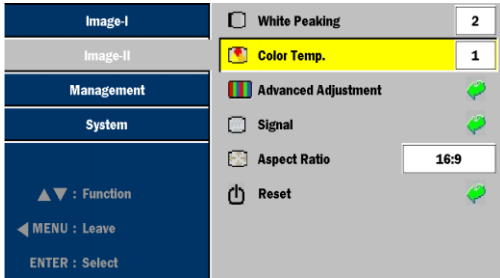 Image-I
Image-II
Management
System
▲▼ : Function
◀ MENU : Leave
ENTER : Select
White Peaking 2
Color Temp. 1
Advanced Adjustment
Signal
Aspect Ratio 16:9
Reset